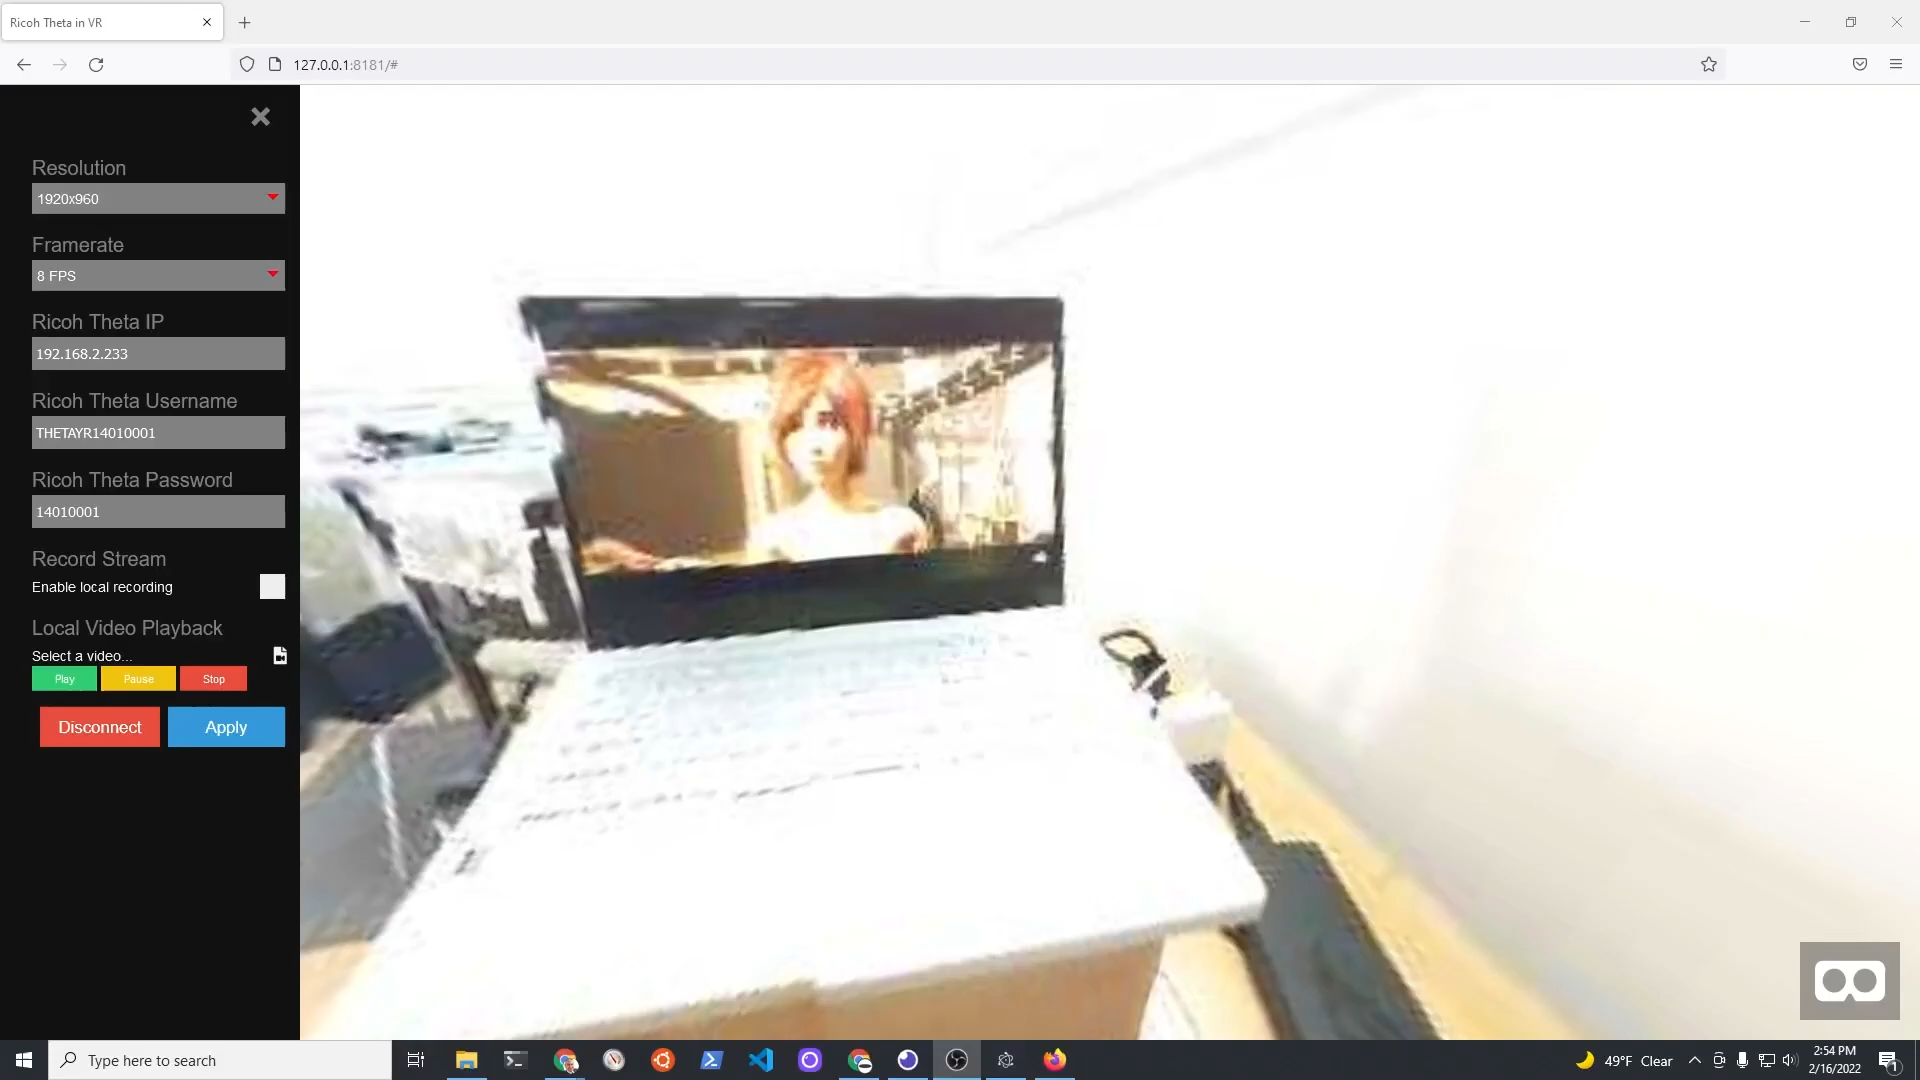 Ricoh Theta in VR
127.0.0.1:8181/#
Resolution
1920x960
Framerate
8 FPS
Ricoh Theta IP
192.168.2.233
Ricoh Theta Username
THETAYR14010001
Ricoh Theta Password
14010001
Record Stream
Enable local recording
Local Video Playback
Select a video...
Play Pause Stop
Disconnect Apply
Type here to search
49°F Clear
2:54 PM
2/16/2022
1